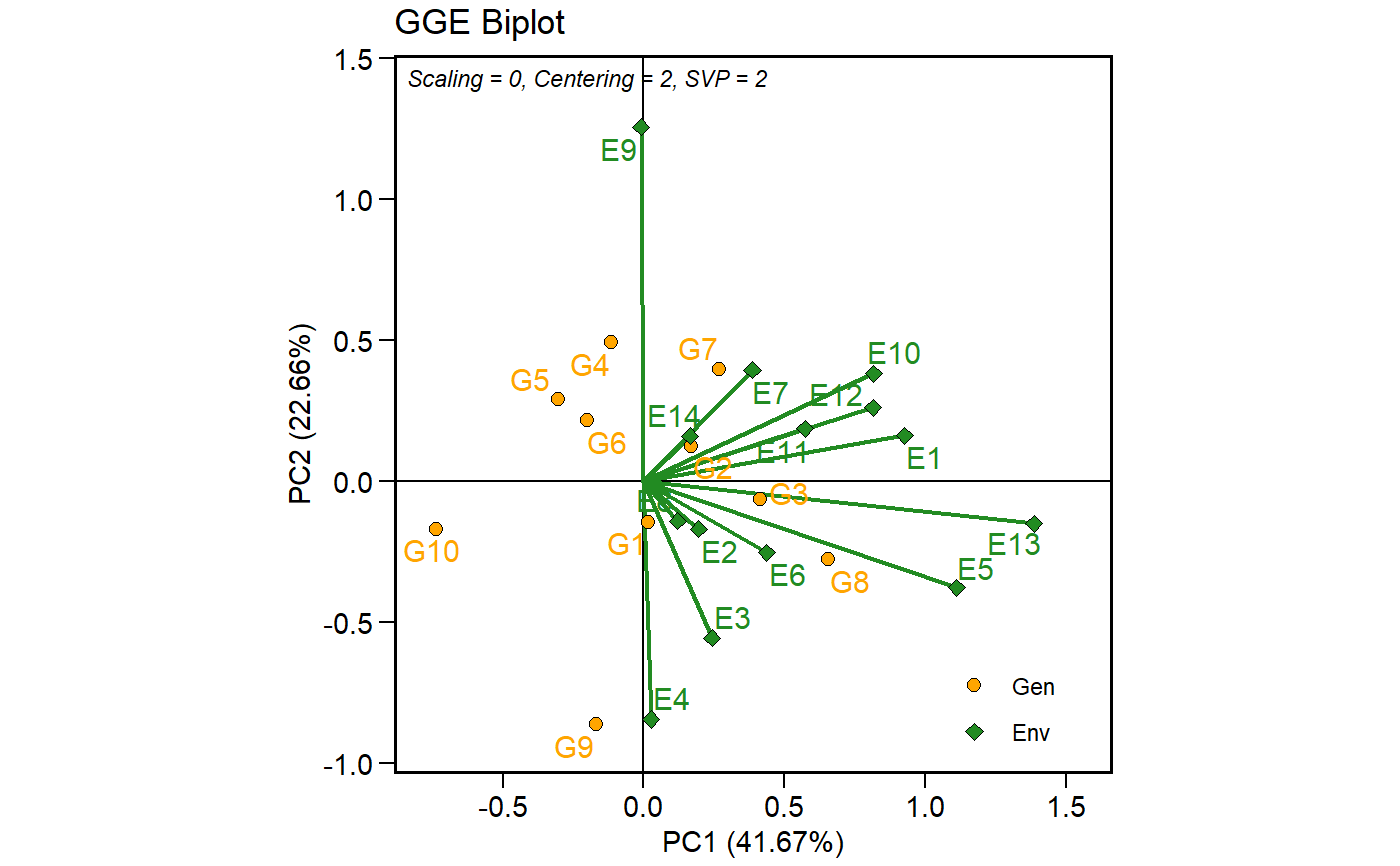 GGE Biplot
1.5
Scaling = 0, Centering = 2, SVP = 2
E9
1.0
PC2 (22.66%)
0.5
G4
G5
G6
G7
E10
E7
E12
E14
E11
E1
G2
0.0
G3
G1
G10
E2
E6
E13
E5
G8
-0.5
E3
E4
G9
Gen
Env
-1.0
-0.5
0.0
0.5
1.0
1.5
PC1 (41.67%)